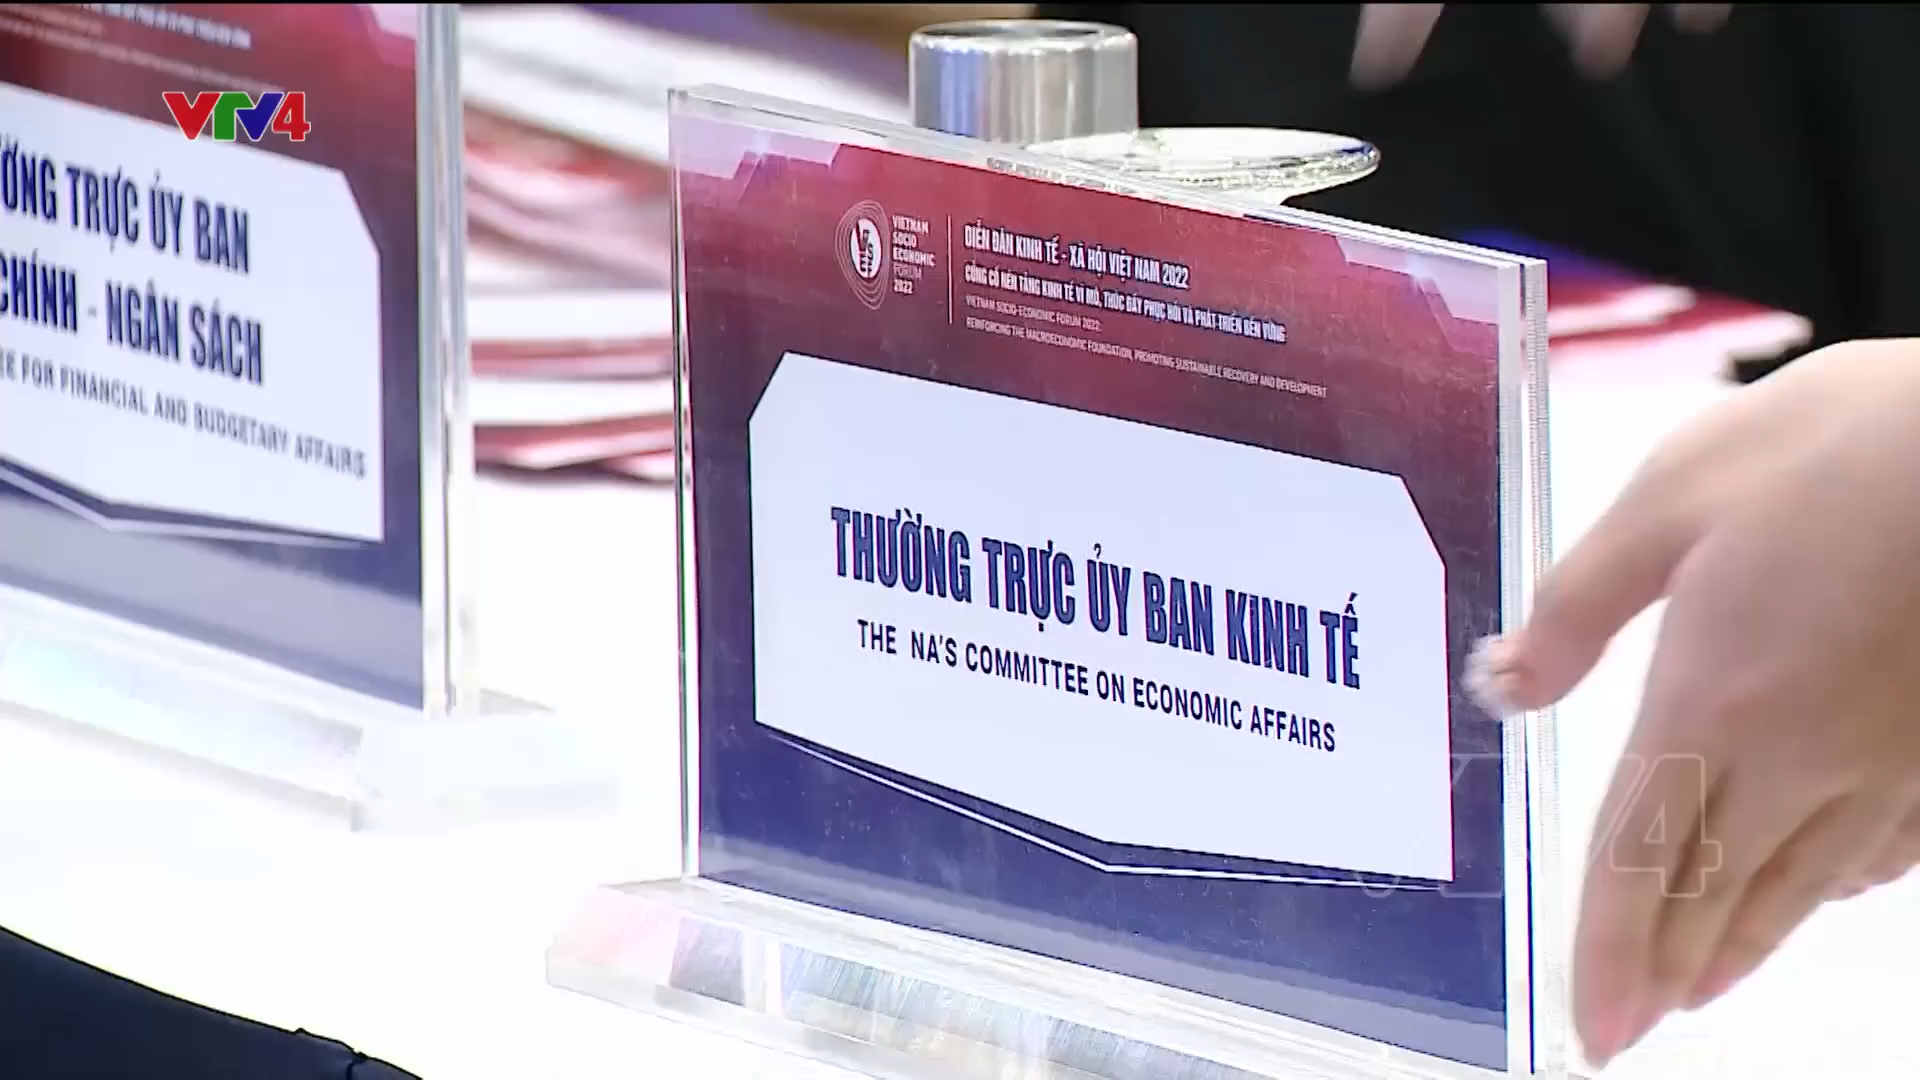 VTV4
ƯỜNG TRỰC ỦY BAN
CHÍNH - NGÂN SÁCH
FOR FINANCIAL AND BUDGETARY AFFAIRS
VIETNAM
SOCIO
ECONOMIC
FORUM
2022
DIỄN ĐÀN KINH TẾ - XÃ HỘI VIỆT NAM 2022
CỦNG CỐ NỀN TẢNG KINH TẾ VĨ MÔ, THÚC ĐẨY PHỤC HỒI VÀ PHÁT TRIỂN BỀN VỮNG
VIETNAM SOCIO-ECONOMIC FORUM 2022:
REINFORCING THE MACROECONOMIC FOUNDATION, PROMOTING SUSTAINABLE RECOVERY AND DEVELOPMENT
THƯỜNG TRỰC ỦY BAN KINH TẾ
THE NA'S COMMITTEE ON ECONOMIC AFFAIRS
VTV4